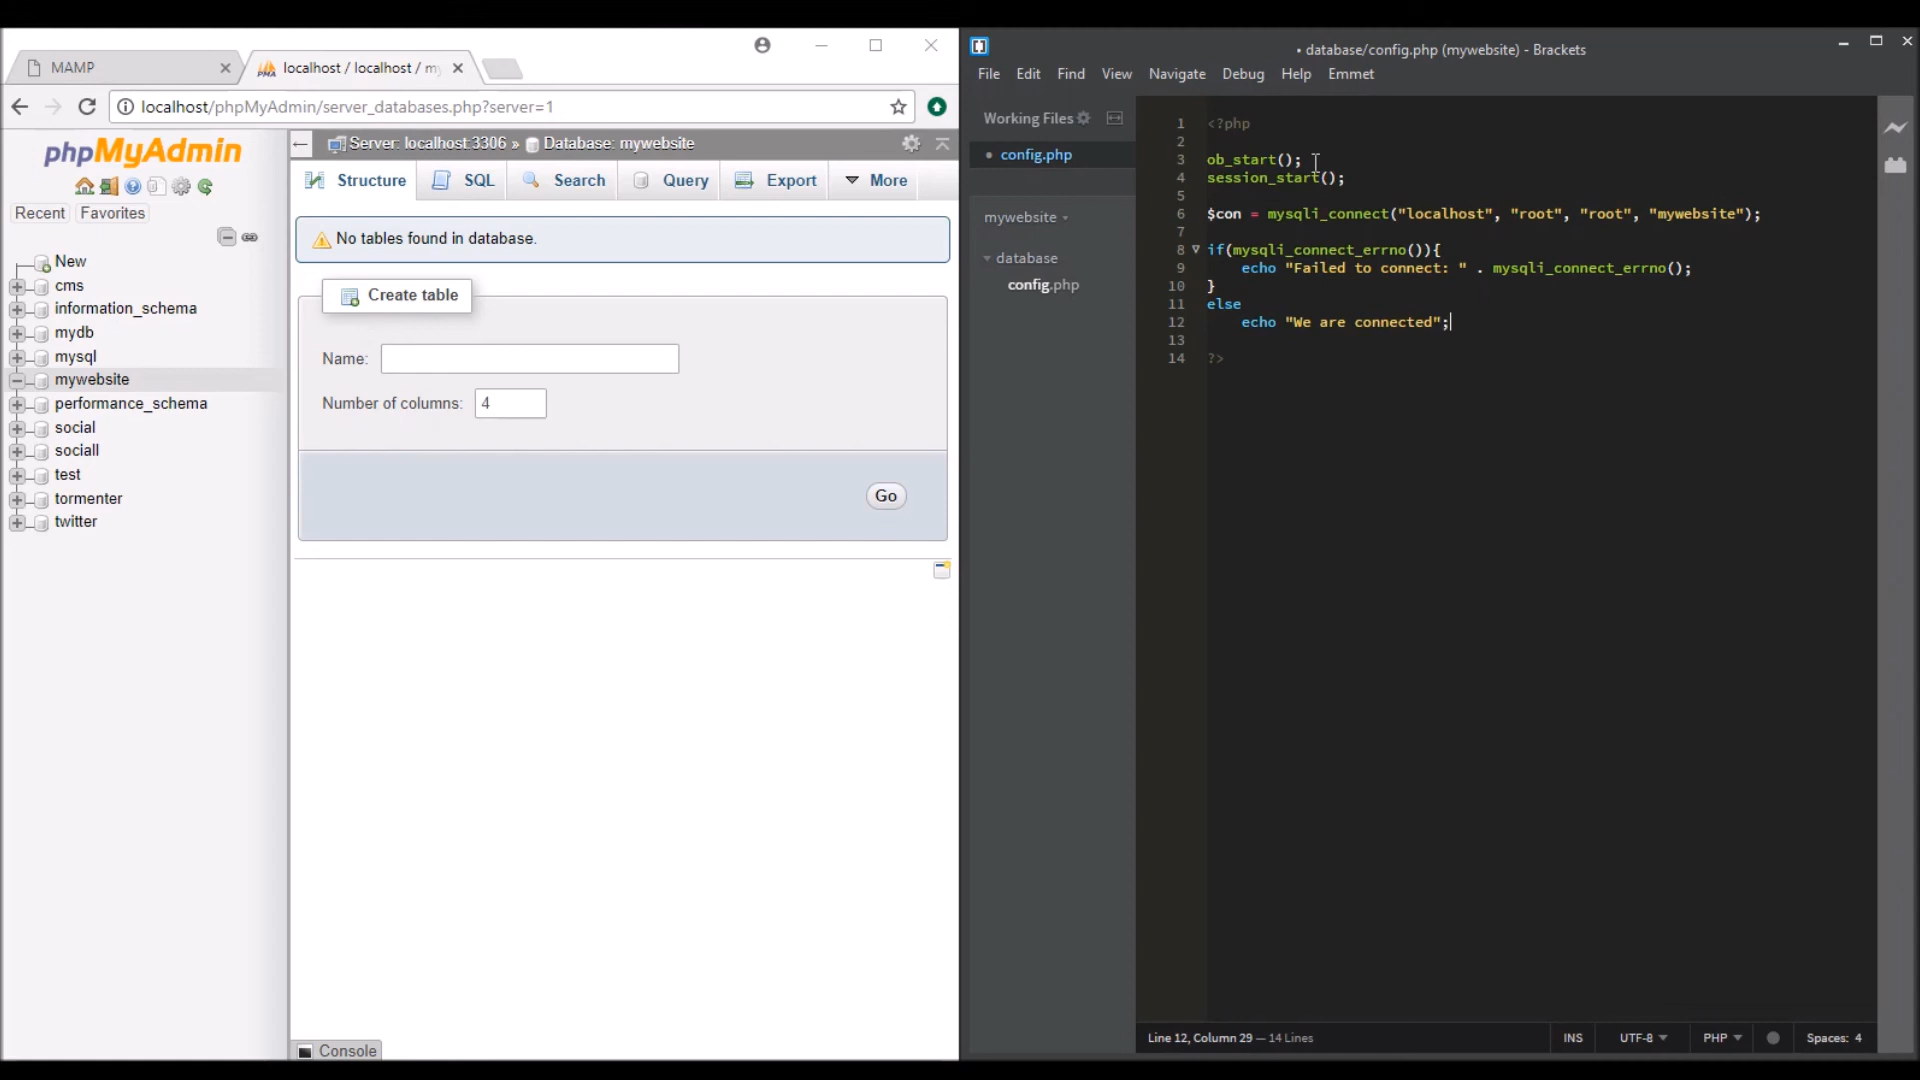 MAMP
localhost / localhost / my
localhost/phpMyAdmin/server_databases.php?server=1
phpMyAdmin
Recent
Favorites
New
cms
information_schema
mydb
mysql
mywebsite
performance_schema
social
sociall
test
tormenter
twitter
Server: localhost:3306 » Database: mywebsite
Structure
SQL
Search
Query
Export
More
No tables found in database.
Create table
Name:
Number of columns: 4
Go
Console
• database/config.php (mywebsite) - Brackets
File Edit Find View Navigate Debug Help Emmet
Working Files
config.php
mywebsite
database
config.php
1 <?php
2
3 ob_start();
4 session_start();
5
6 $con = mysqli_connect("localhost", "root", "root", "mywebsite");
7
8 if(mysqli_connect_errno()){
9 echo "Failed to connect: " . mysqli_connect_errno();
10 }
11 else
12 echo "We are connected";
13
14 ?>
Line 12, Column 29 — 14 Lines
INS
UTF-8
PHP
Spaces: 4